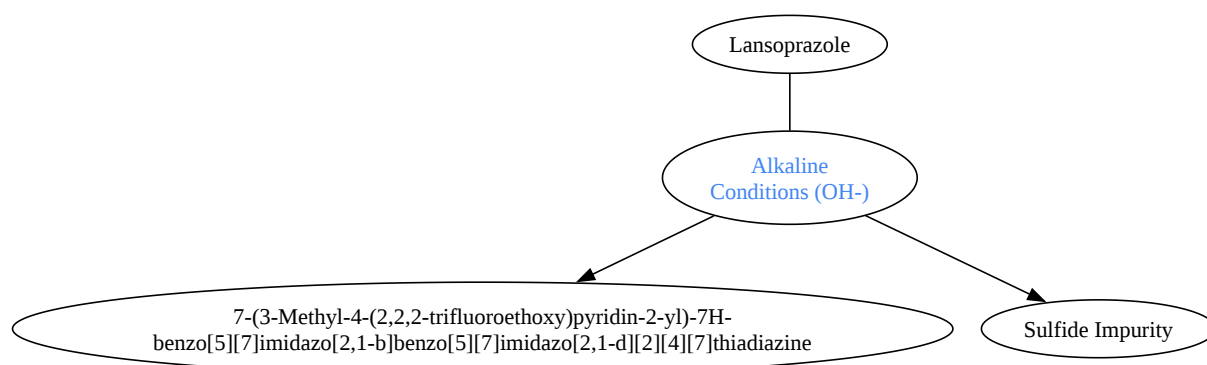 Lansoprazole
Alkaline
Conditions (OH-)
7-(3-Methyl-4-(2,2,2-trifluoroethoxy)pyridin-2-yl)-7H-
benzo[5][7]imidazo[2,1-b]benzo[5][7]imidazo[2,1-d][2][4][7]thiadiazine
Sulfide Impurity